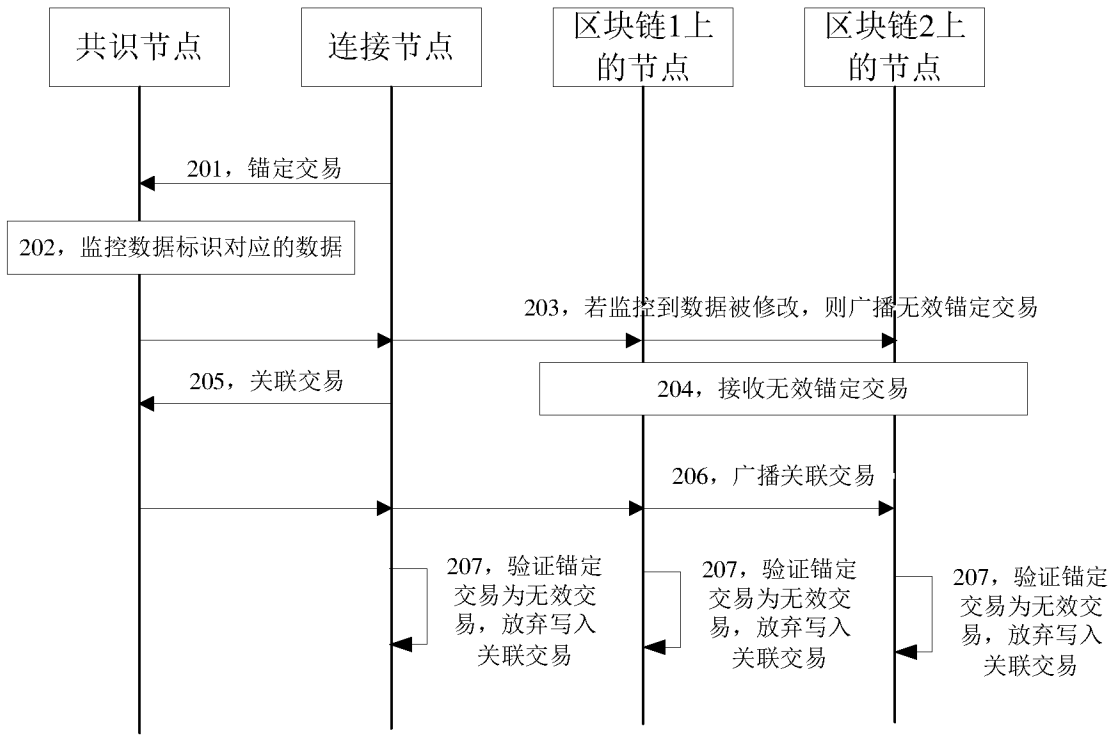 共识节点
连接节点
区块链1上
的节点
区块链2上
的节点
201，锚定交易
202，监控数据标识对应的数据
203，若监控到数据被修改，则广播无效锚定交易
205，关联交易
204，接收无效锚定交易
206，广播关联交易
207，验证锚定
交易为无效交
易，放弃写入
关联交易
207，验证锚定
交易为无效交
易，放弃写入
关联交易
207，验证锚定
交易为无效交
易，放弃写入
关联交易